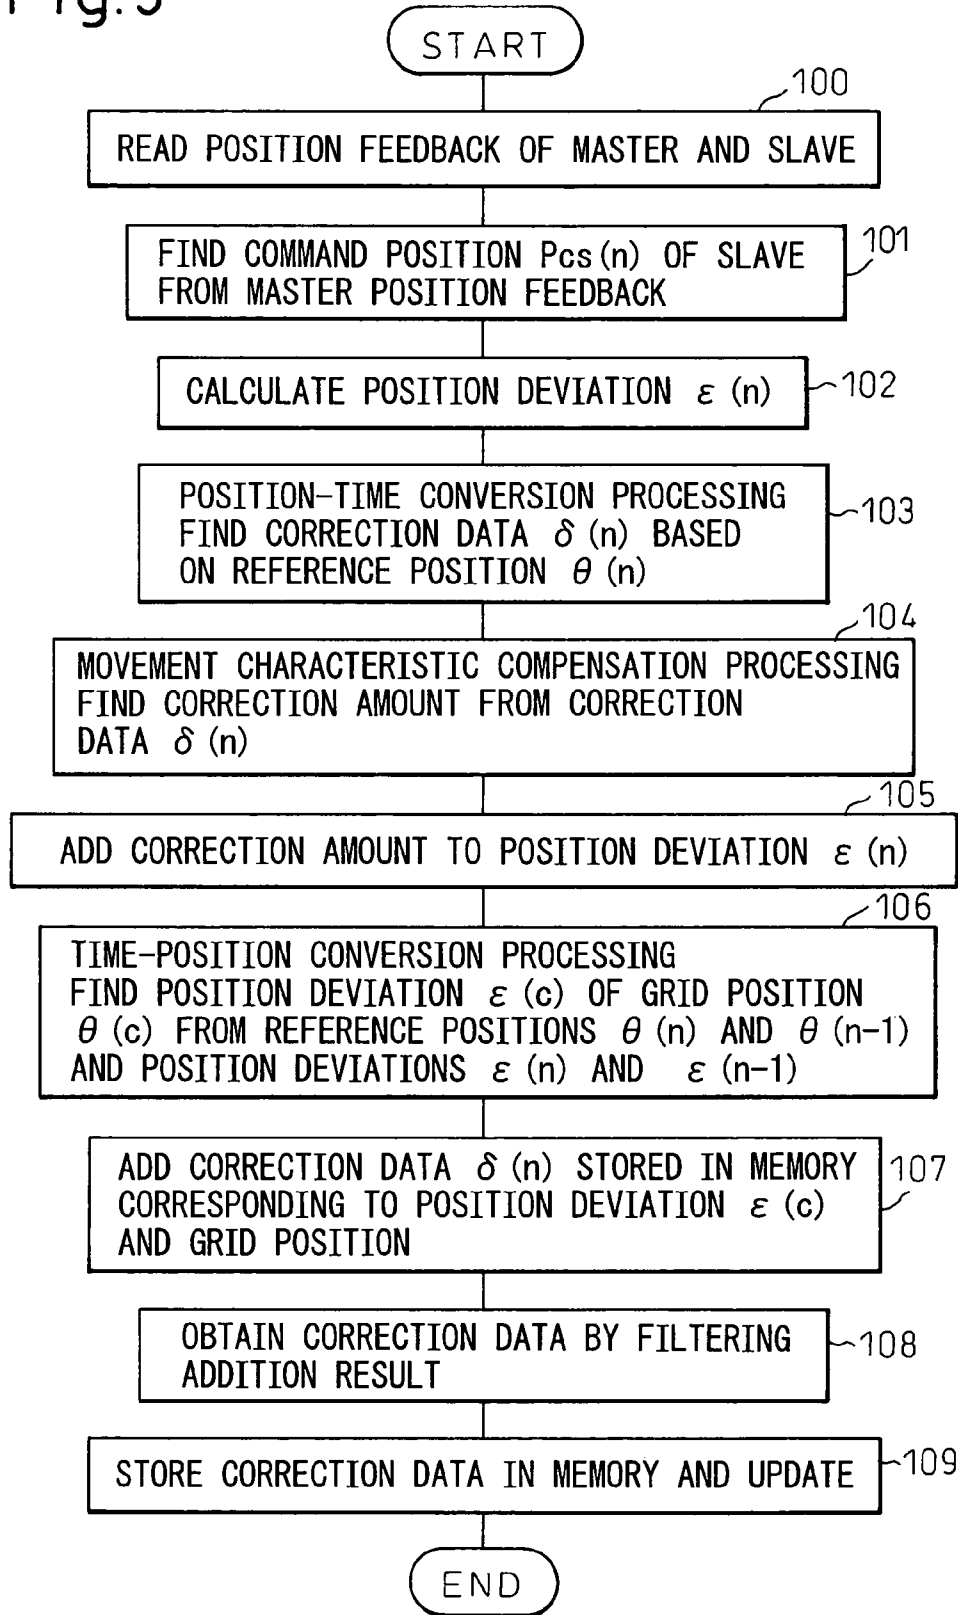 Fig. 5
START
100
READ POSITION FEEDBACK OF MASTER AND SLAVE
101
FIND COMMAND POSITION Pcs(n) OF SLAVE
FROM MASTER POSITION FEEDBACK
CALCULATE POSITION DEVIATION ε (n)
102
POSITION-TIME CONVERSION PROCESSING
FIND CORRECTION DATA δ (n) BASED
ON REFERENCE POSITION θ (n)
103
104
MOVEMENT CHARACTERISTIC COMPENSATION PROCESSING
FIND CORRECTION AMOUNT FROM CORRECTION
DATA δ (n)
105
ADD CORRECTION AMOUNT TO POSITION DEVIATION ε (n)
106
TIME-POSITION CONVERSION PROCESSING
FIND POSITION DEVIATION ε (c) OF GRID POSITION
θ (c) FROM REFERENCE POSITIONS θ (n) AND θ (n-1)
AND POSITION DEVIATIONS ε (n) AND ε (n-1)
107
ADD CORRECTION DATA δ (n) STORED IN MEMORY
CORRESPONDING TO POSITION DEVIATION ε (c)
AND GRID POSITION
OBTAIN CORRECTION DATA BY FILTERING
ADDITION RESULT
108
STORE CORRECTION DATA IN MEMORY AND UPDATE
109
END